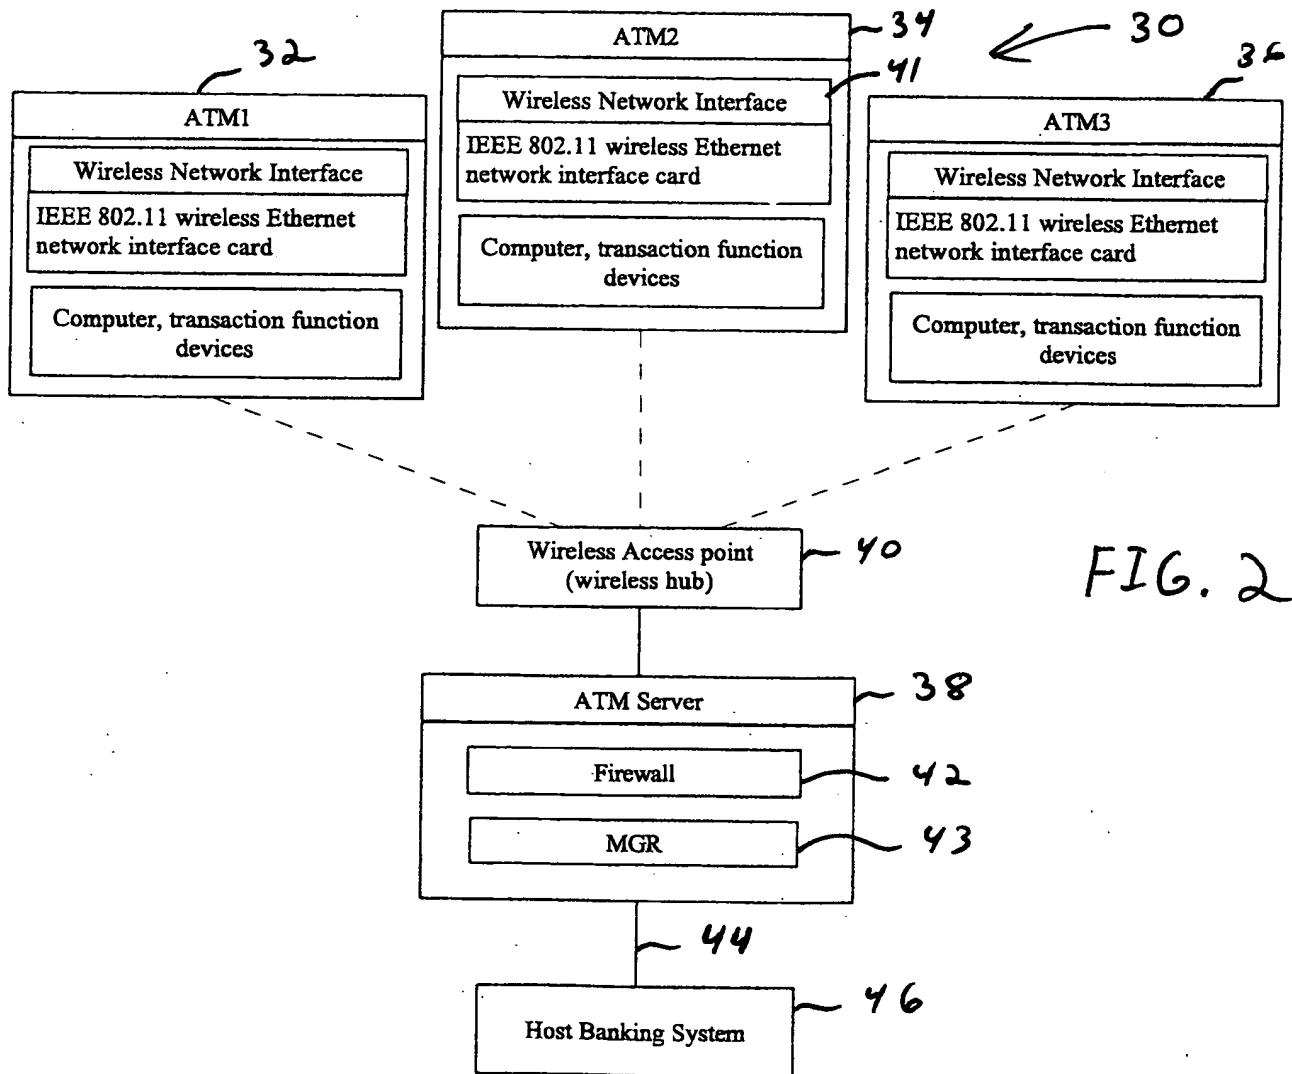 32
ATM1
Wireless Network Interface
IEEE 802.11 wireless Ethernet
network interface card
Computer, transaction function
devices
34
ATM2
41
Wireless Network Interface
IEEE 802.11 wireless Ethernet
network interface card
Computer, transaction function
devices
30
36
ATM3
Wireless Network Interface
IEEE 802.11 wireless Ethernet
network interface card
Computer, transaction function
devices
Wireless Access point
(wireless hub)
40
FIG. 2
ATM Server
38
Firewall
42
MGR
43
44
Host Banking System
46